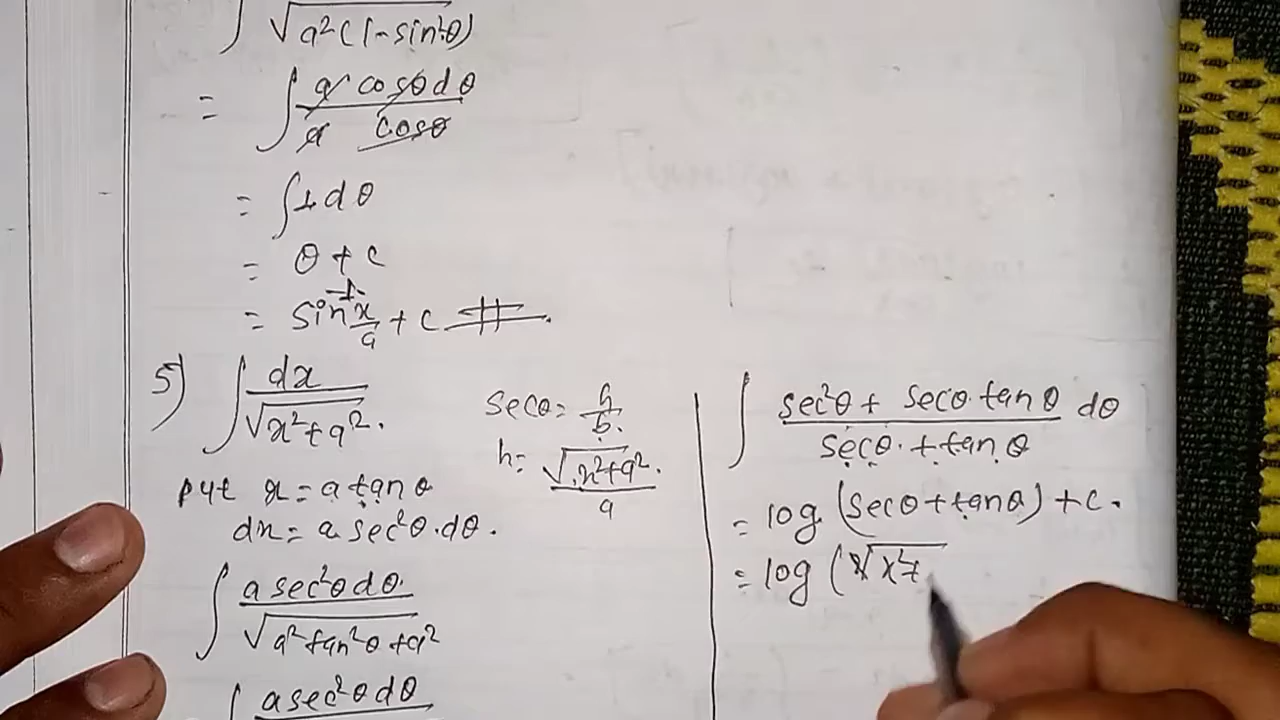 ∫ √a²(1-sin²θ)
= ∫ a cosθ dθ / a cosθ
= ∫1 dθ
= θ + c
= sin⁻¹ x/a + c
5) ∫ dx / √x²+a².
put x = a tanθ
dx = a sec²θ.dθ.
∫ a sec²θ dθ. / √a² tan²θ + a²
∫ a sec²θ dθ
secθ = h/b.
h = √x²+a². / a
∫ sec²θ + secθ.tanθ / secθ. + tanθ dθ
= log (secθ + tanθ) + c.
= log (√x²+